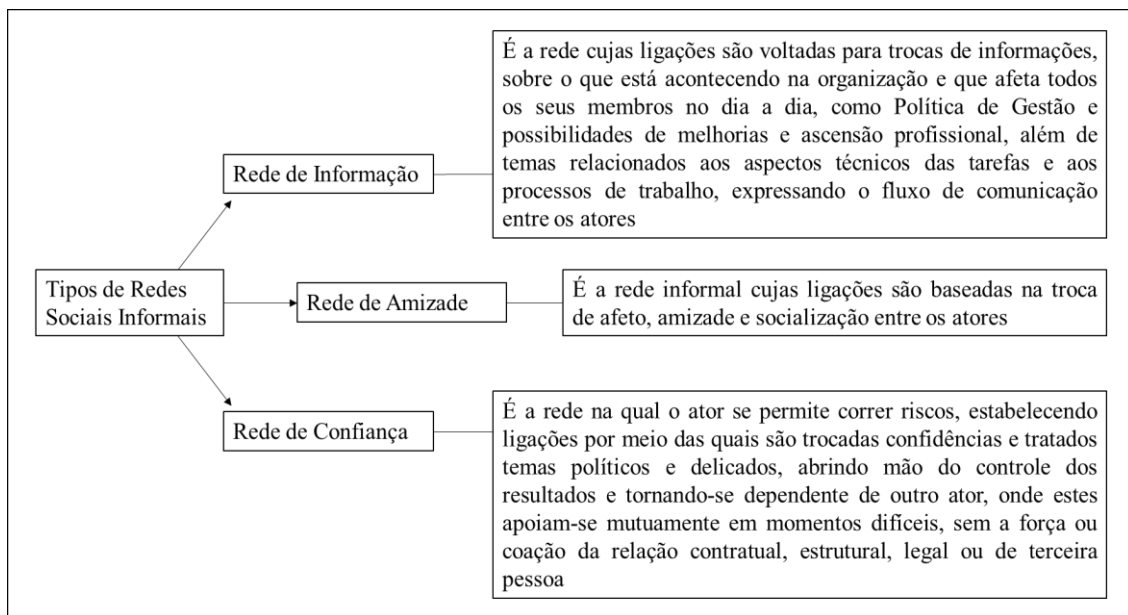 É a rede cujas ligações são voltadas para trocas de informações,
sobre o que está acontecendo na organização e que afeta todos
os seus membros no dia a dia, como Política de Gestão e
possibilidades de melhorias e ascensão profissional, além de
temas relacionados aos aspectos técnicos das tarefas e aos
processos de trabalho, expressando o fluxo de comunicação
entre os atores
Rede de Informação
Tipos de Redes
Sociais Informais
Rede de Amizade
É a rede informal cujas ligações são baseadas na troca
de afeto, amizade e socialização entre os atores
Rede de Confiança
É a rede na qual o ator se permite correr riscos, estabelecendo
ligações por meio das quais são trocadas confidências e tratados
temas políticos e delicados, abrindo mão do controle dos
resultados e tornando-se dependente de outro ator, onde estes
apoiam-se mutuamente em momentos difíceis, sem a força ou
coação da relação contratual, estrutural, legal ou de terceira
pessoa